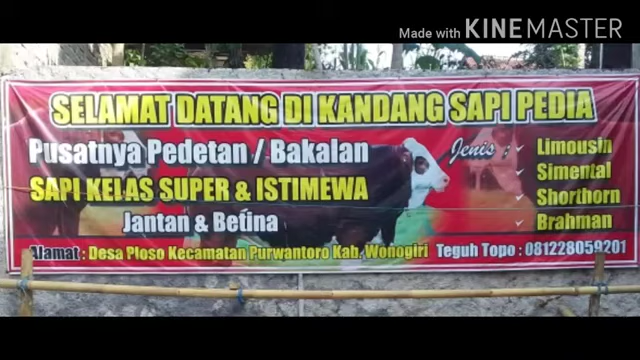 Made with KINEMASTER
SELAMAT DATANG DI KANDANG SAPI PEDIA
Pusatnya Pedetan / Bakalan
SAPI KELAS SUPER & ISTIMEWA
Jantan & Betina
Jenis :
Limousin
Simental
Shorthorn
Brahman
Alamat : Desa Ploso Kecamatan Purwantoro Kab. Wonogiri Teguh Topo : 081228059201